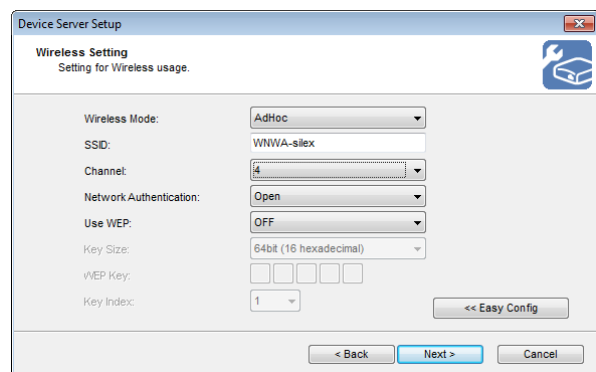 Device Server Setup
Wireless Setting
Setting for Wireless usage.
Wireless Mode: AdHoc
SSID: WNWA-silex
Channel: 4
Network Authentication: Open
Use WEP: OFF
Key Size: 64bit (16 hexadecimal)
WEP Key:
Key Index: 1
<< Easy Config
< Back Next > Cancel